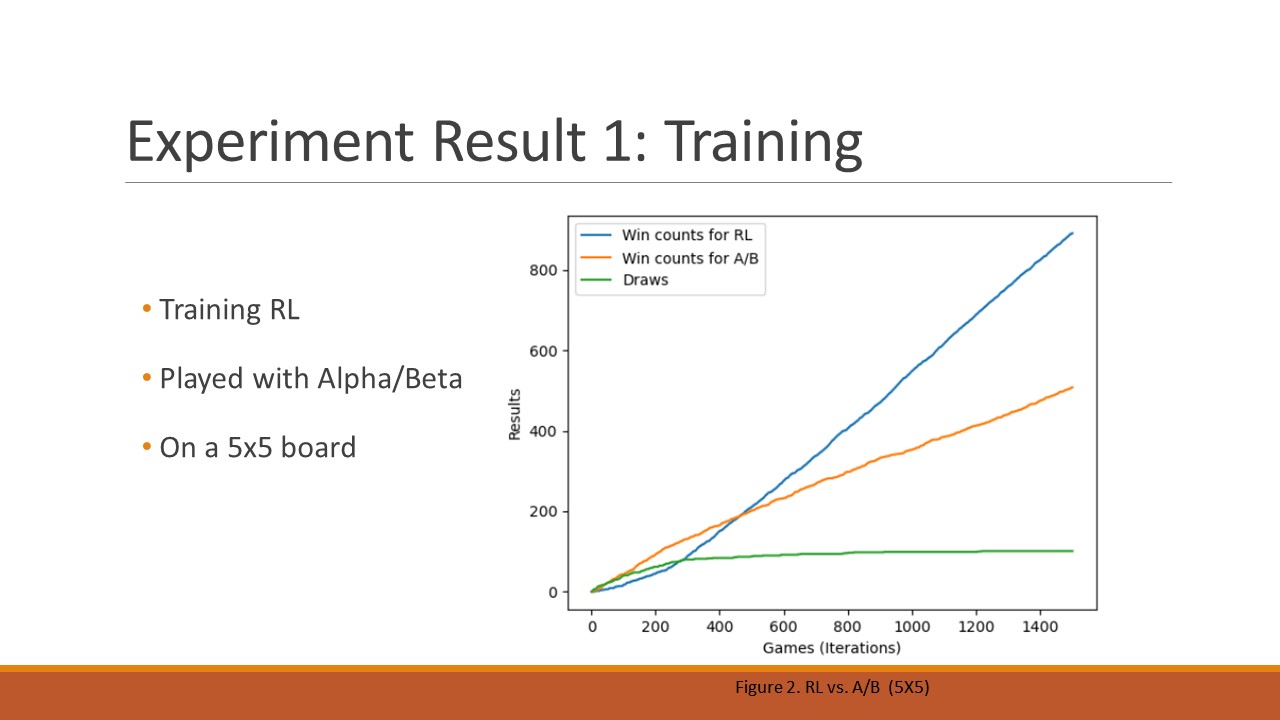 Experiment Result 1: Training
• Training RL
• Played with Alpha/Beta
• On a 5x5 board
Win counts for RL
Win counts for A/B
Draws
Results
800
600
400
200
0
0 200 400 600 800 1000 1200 1400
Games (Iterations)
Figure 2. RL vs. A/B (5X5)